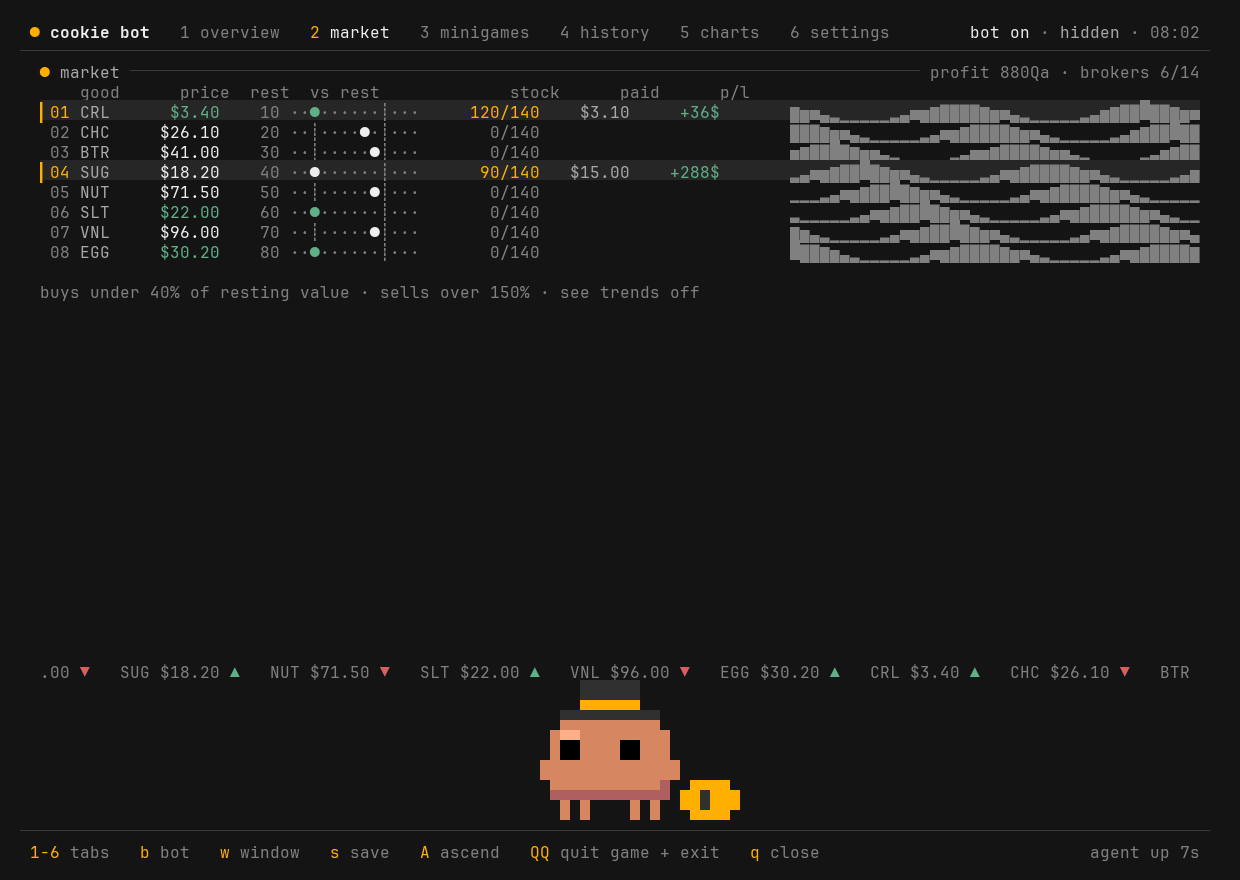 ● cookie bot 1 overview 2 market 3 minigames 4 history 5 charts 6 settings bot on · hidden · 08:02
● market profit 880Qa · brokers 6/14
good price rest vs rest stock paid p/l
01 CRL $3.40 10 120/140 $3.10 +36$
02 CHC $26.10 20 0/140
03 BTR $41.00 30 0/140
04 SUG $18.20 40 90/140 $15.00 +288$
05 NUT $71.50 50 0/140
06 SLT $22.00 60 0/140
07 VNL $96.00 70 0/140
08 EGG $30.20 80 0/140
buys under 40% of resting value · sells over 150% · see trends off
.00 ▼ SUG $18.20 ▲ NUT $71.50 ▼ SLT $22.00 ▲ VNL $96.00 ▼ EGG $30.20 ▲ CRL $3.40 ▲ CHC $26.10 ▼ BTR
1-6 tabs b bot w window s save A ascend QQ quit game + exit q close agent up 7s